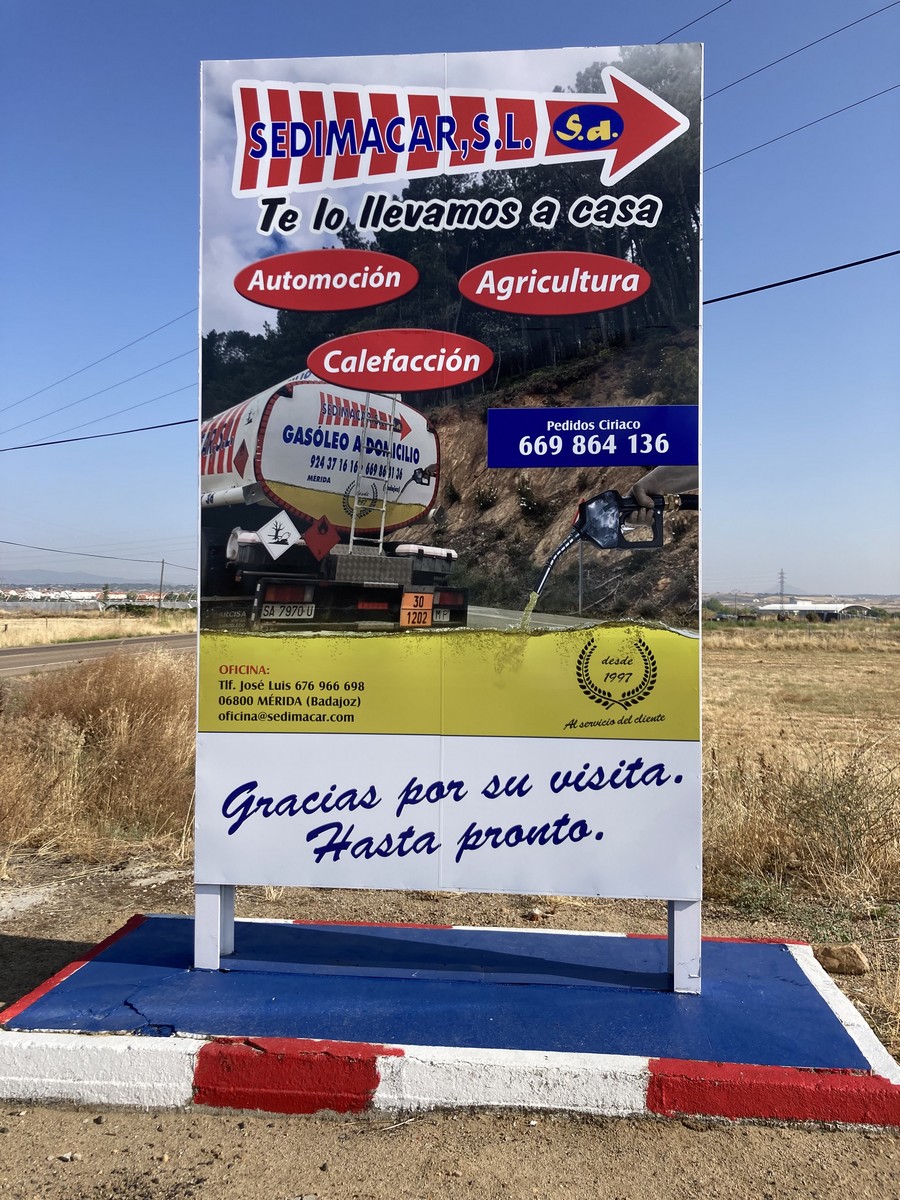 SEDIMACAR,S.L.
S.d.
Te lo llevamos a casa
Automoción
Agricultura
Calefacción
SEDIMACAR
GASÓLEO A DOMICILIO
MÉRIDA
Pedidos Ciriaco
669 864 136
SA 7970 U
30
1202
MP
OFICINA:
Tlf. José Luis 676 966 698
06800 MÉRIDA (Badajoz)
oficina@sedimacar.com
desde
1997
Al servicio del cliente
Gracias por su visita.
Hasta pronto.